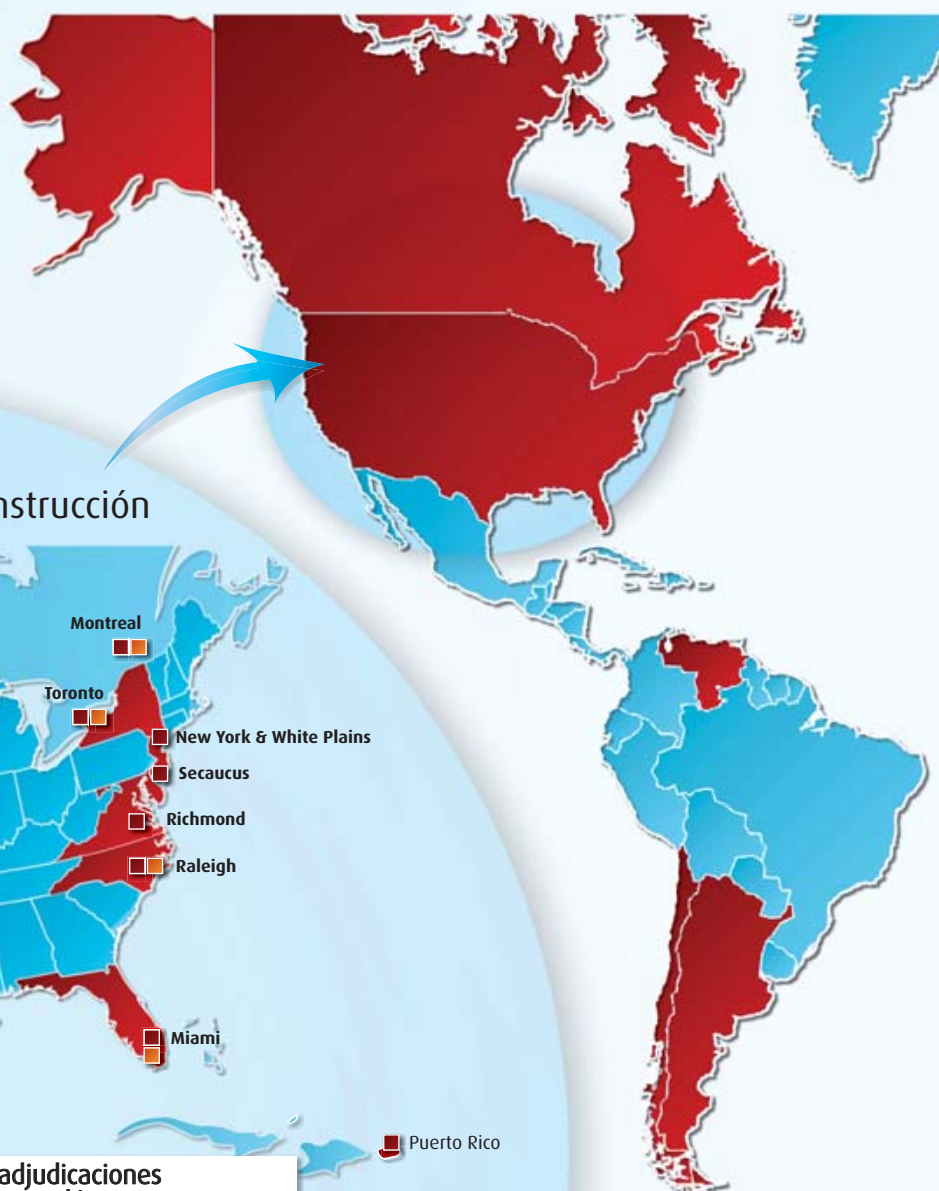 nstrucción
Montreal
Toronto
New York & White Plains
Secaucus
Richmond
Raleigh
Miami
Puerto Rico
adjudicaciones